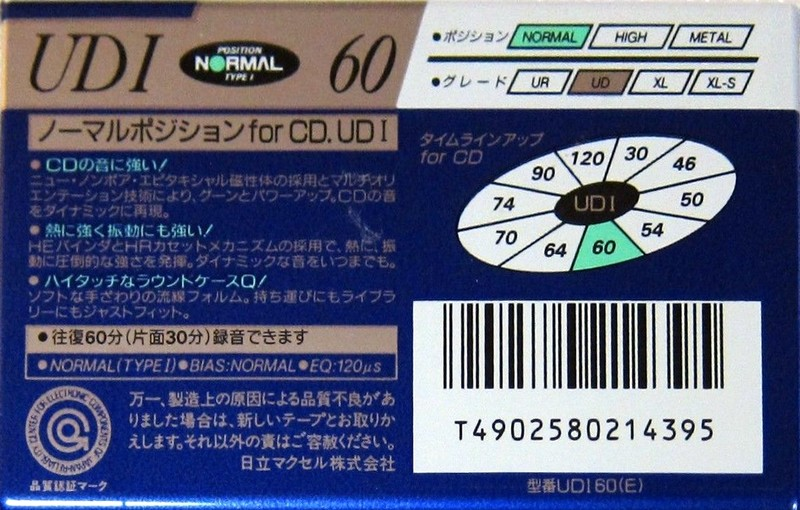 UDI
POSITION
NORMAL
TYPE I
60
●ポジション NORMAL HIGH METAL
●グレード UR UD XL XL-S
ノーマルポジション for CD. UDI
●CDの音に強い!
ニュー・ノンポア・エピタキシャル磁性体の採用とマルチオリ
エンテーション技術により、グーンとパワーアップ。CDの音
をダイナミックに再現。
●熱に強く振動にも強い!
HEバインダとHRカセットメカニズムの採用で、熱に、振
動に圧倒的な強さを発揮。ダイナミックな音をいつまでも。
●ハイタッチなラウンドケースQ!
ソフトな手ざわりの流線フォルム。持ち運びにもライブラ
リーにもジャストフィット。
●往復60分(片面30分)録音できます
●NORMAL(TYPE I)●BIAS:NORMAL●EQ:120μs
万一、製造上の原因による品質不良があ
りました場合は、新しいテープとお取りか
えします。それ以外の責はご容赦ください。
日立マクセル株式会社
品質認証マーク
タイムラインアップ
for CD
120 30 46 50 54 60 64 70 74 90
UDI
T4902580214395
型番UDI60(E)